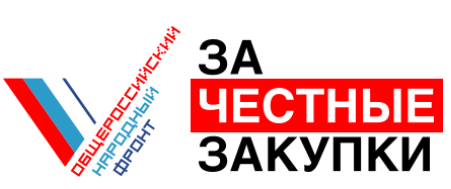 ОБЩЕРОССИЙСКИЙ
НАРОДНЫЙ
ФРОНТ
ЗА
ЧЕСТНЫЕ
ЗАКУПКИ